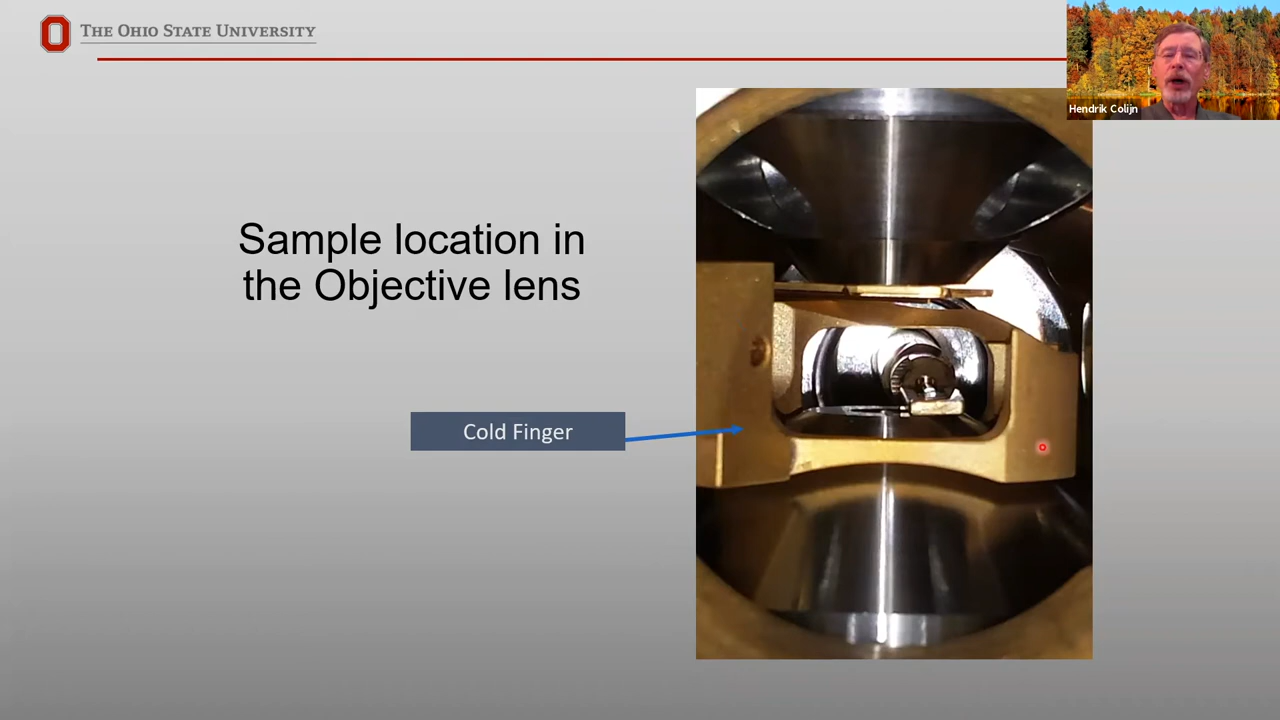 THE OHIO STATE UNIVERSITY
Hendrik Colijn
Sample location in
the Objective lens
Cold Finger